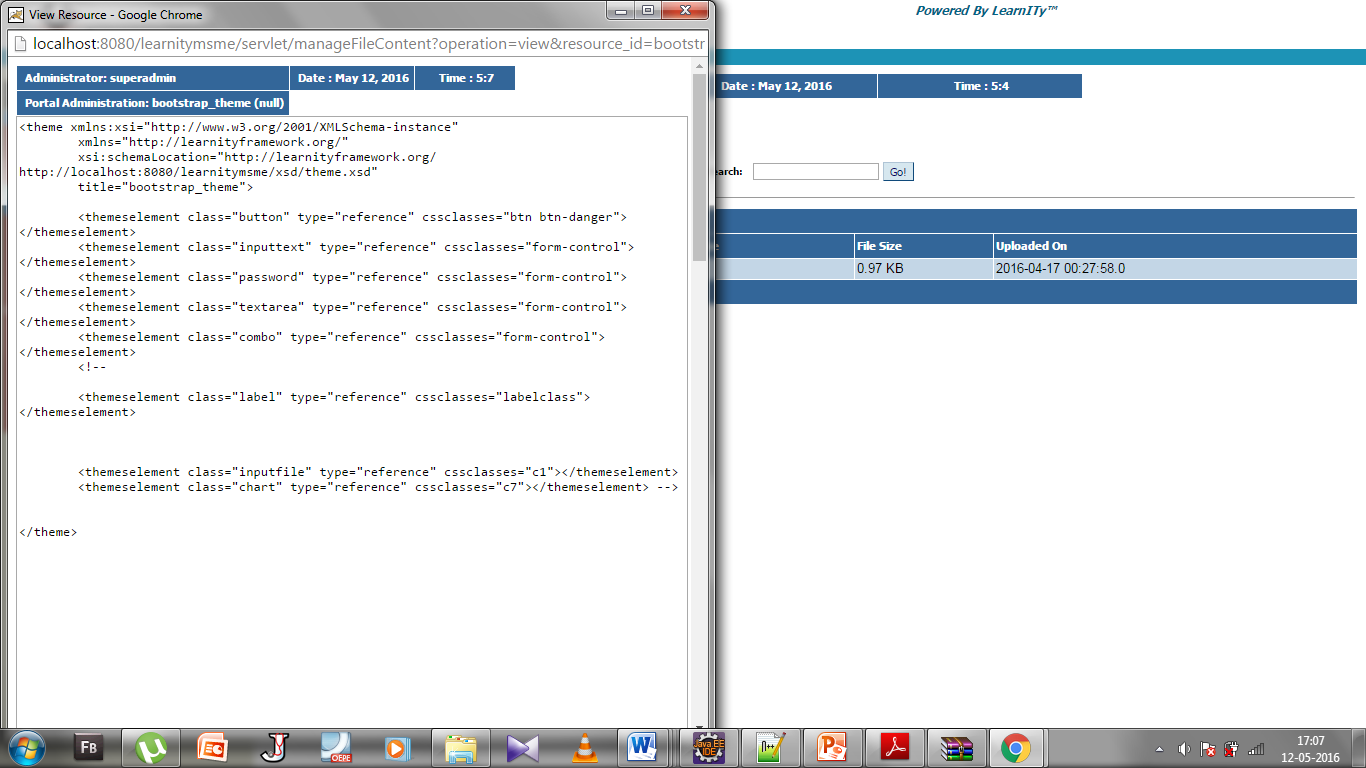 View Resource - Google Chrome
localhost:8080/learnitymsme/servlet/manageFileContent?operation=view&resource_id=bootstr
Administrator: superadmin Date : May 12, 2016 Time : 5:7
Portal Administration: bootstrap_theme (null)
<theme xmlns:xsi="http://www.w3.org/2001/XMLSchema-instance"
xmlns="http://learnityframework.org/"
xsi:schemaLocation="http://learnityframework.org/
http://localhost:8080/learnitymsme/xsd/theme.xsd"
title="bootstrap_theme">
<themeselement class="button" type="reference" cssclasses="btn btn-danger">
</themeselement>
<themeselement class="inputtext" type="reference" cssclasses="form-control">
</themeselement>
<themeselement class="password" type="reference" cssclasses="form-control">
</themeselement>
<themeselement class="textarea" type="reference" cssclasses="form-control">
</themeselement>
<themeselement class="combo" type="reference" cssclasses="form-control">
</themeselement>
<!--
<themeselement class="label" type="reference" cssclasses="labelclass">
</themeselement>
<themeselement class="inputfile" type="reference" cssclasses="c1"></themeselement>
<themeselement class="chart" type="reference" cssclasses="c7"></themeselement> -->
</theme>
Powered By LearnITy™
Date : May 12, 2016 Time : 5:4
earch: Go!
e File Size Uploaded On
0.97 KB 2016-04-17 00:27:58.0
FB
OEPE
Java EE
IDE
17:07
12-05-2016